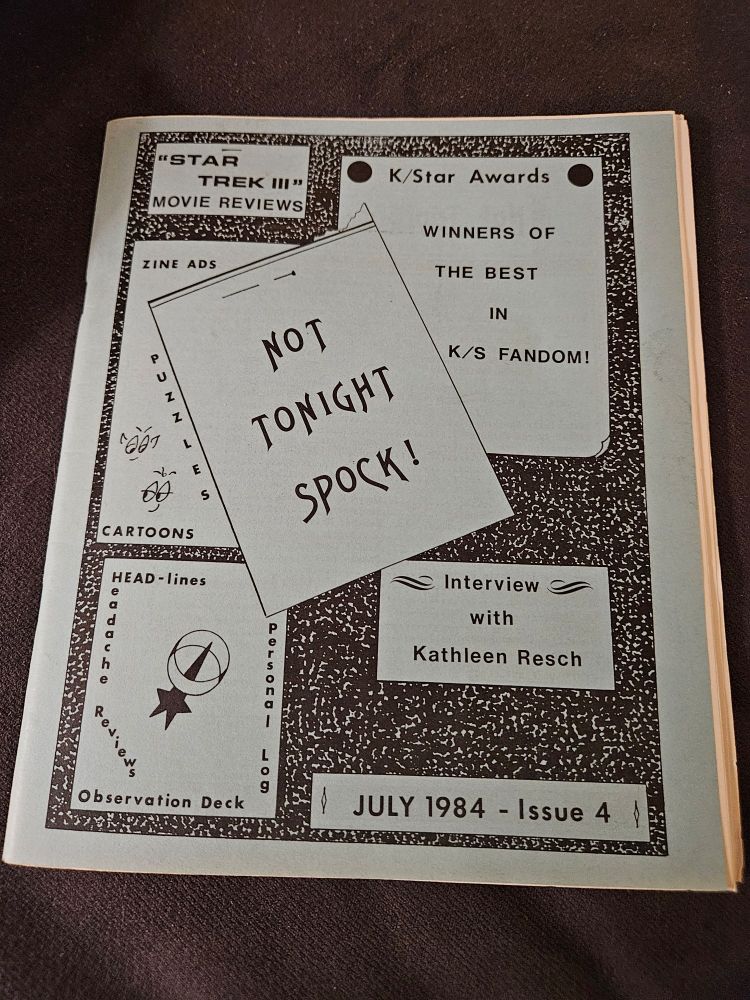 "STAR
TREK III"
MOVIE REVIEWS
K/Star Awards
WINNERS OF
THE BEST
IN
K/S FANDOM!
ZINE ADS
PUZZLES
CARTOONS
NOT
TONIGHT
SPOCK!
HEAD-lines
Headache
Reviews
Personal Log
Observation Deck
Interview
with
Kathleen Resch
JULY 1984 - Issue 4